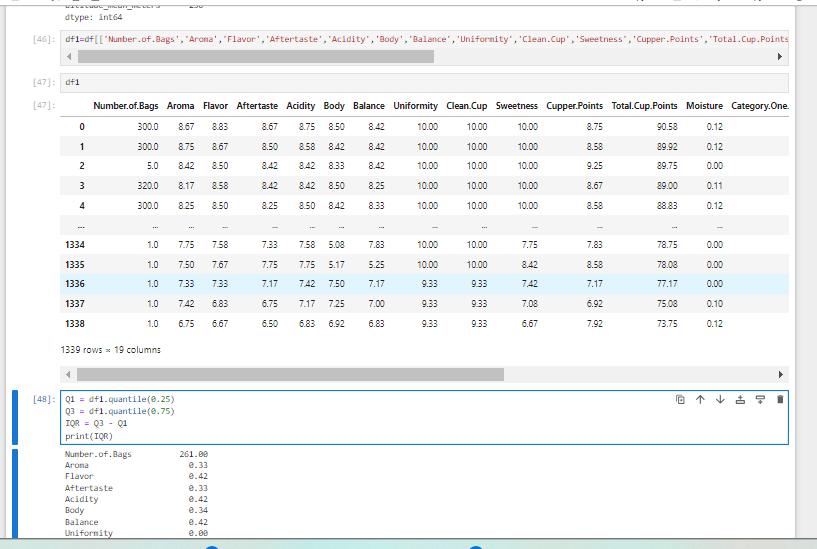 dtype: int64
[46]: df1=df[['Number.of.Bags','Aroma','Flavor','Aftertaste','Acidity','Body','Balance','Uniformity','Clean.Cup','Sweetness','Cupper.Points','Total.Cup.Points
[47]: df1
[47]: Number.of.Bags Aroma Flavor Aftertaste Acidity Body Balance Uniformity Clean.Cup Sweetness Cupper.Points Total.Cup.Points Moisture Category.One.
0 300.0 8.67 8.83 8.67 8.75 8.50 8.42 10.00 10.00 10.00 8.75 90.58 0.12
1 300.0 8.75 8.67 8.50 8.58 8.42 8.42 10.00 10.00 10.00 8.58 89.92 0.12
2 5.0 8.42 8.50 8.42 8.42 8.33 8.42 10.00 10.00 10.00 9.25 89.75 0.00
3 320.0 8.17 8.58 8.42 8.42 8.50 8.25 10.00 10.00 10.00 8.67 89.00 0.11
4 300.0 8.25 8.50 8.25 8.50 8.42 8.33 10.00 10.00 10.00 8.58 88.83 0.12
... ... ... ... ... ... ... ... ... ... ... ... ... ...
1334 1.0 7.75 7.58 7.33 7.58 5.08 7.83 10.00 10.00 7.75 7.83 78.75 0.00
1335 1.0 7.50 7.67 7.75 7.75 5.17 5.25 10.00 10.00 8.42 8.58 78.08 0.00
1336 1.0 7.33 7.33 7.17 7.42 7.50 7.17 9.33 9.33 7.42 7.17 77.17 0.00
1337 1.0 7.42 6.83 6.75 7.17 7.25 7.00 9.33 9.33 7.08 6.92 75.08 0.10
1338 1.0 6.75 6.67 6.50 6.83 6.92 6.83 9.33 9.33 6.67 7.92 73.75 0.12
1339 rows × 19 columns
[48]: Q1 = df1.quantile(0.25)
Q3 = df1.quantile(0.75)
IQR = Q3 - Q1
print(IQR)
Number.of.Bags 261.00
Aroma 0.33
Flavor 0.42
Aftertaste 0.33
Acidity 0.42
Body 0.34
Balance 0.42
Uniformity 0.00